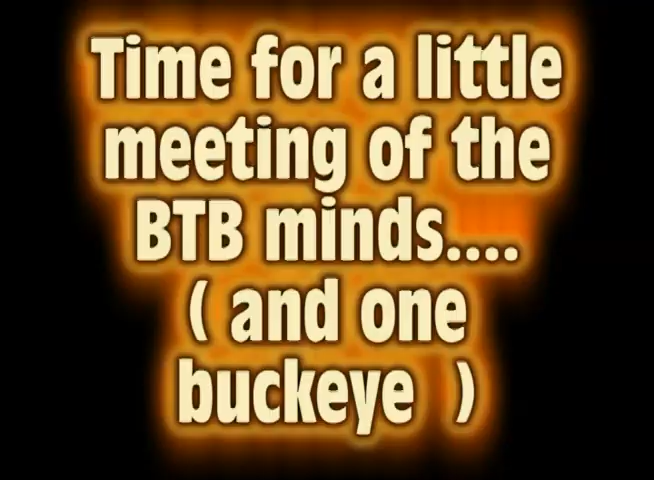 Time for a little
meeting of the
BTB minds....
( and one
buckeye )